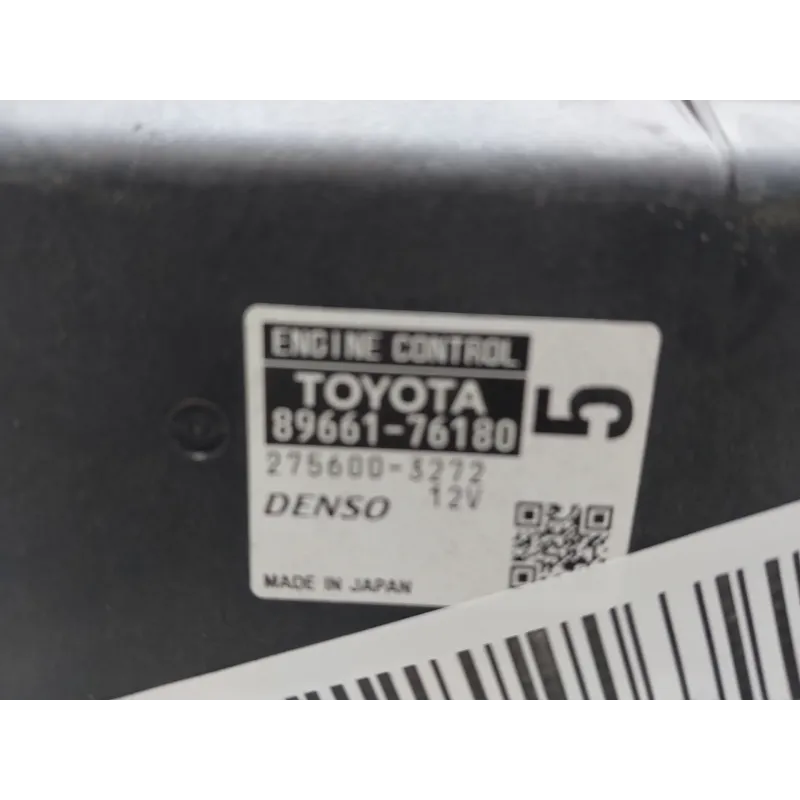 ENGINE CONTROL
TOYOTA
89661-76180
5
275600-3272
12V
DENSO
MADE IN JAPAN